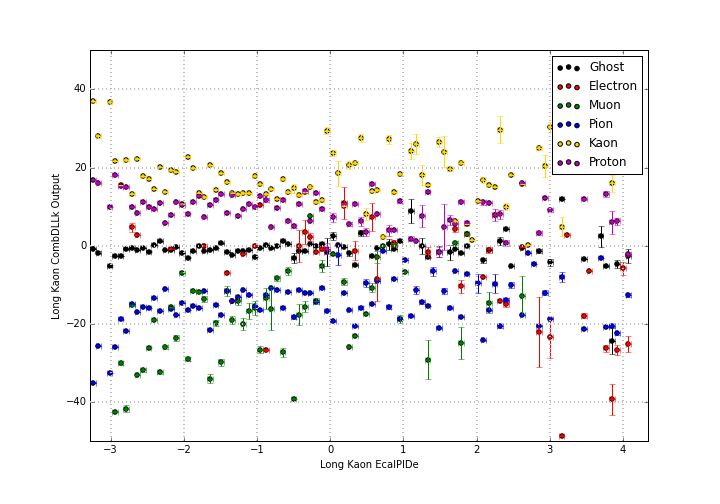 Ghost
Electron
Muon
Pion
Kaon
Proton
Long Kaon CombDLLk Output
40
20
0
−20
−40
−3 −2 −1 0 1 2 3 4
Long Kaon EcalPIDe